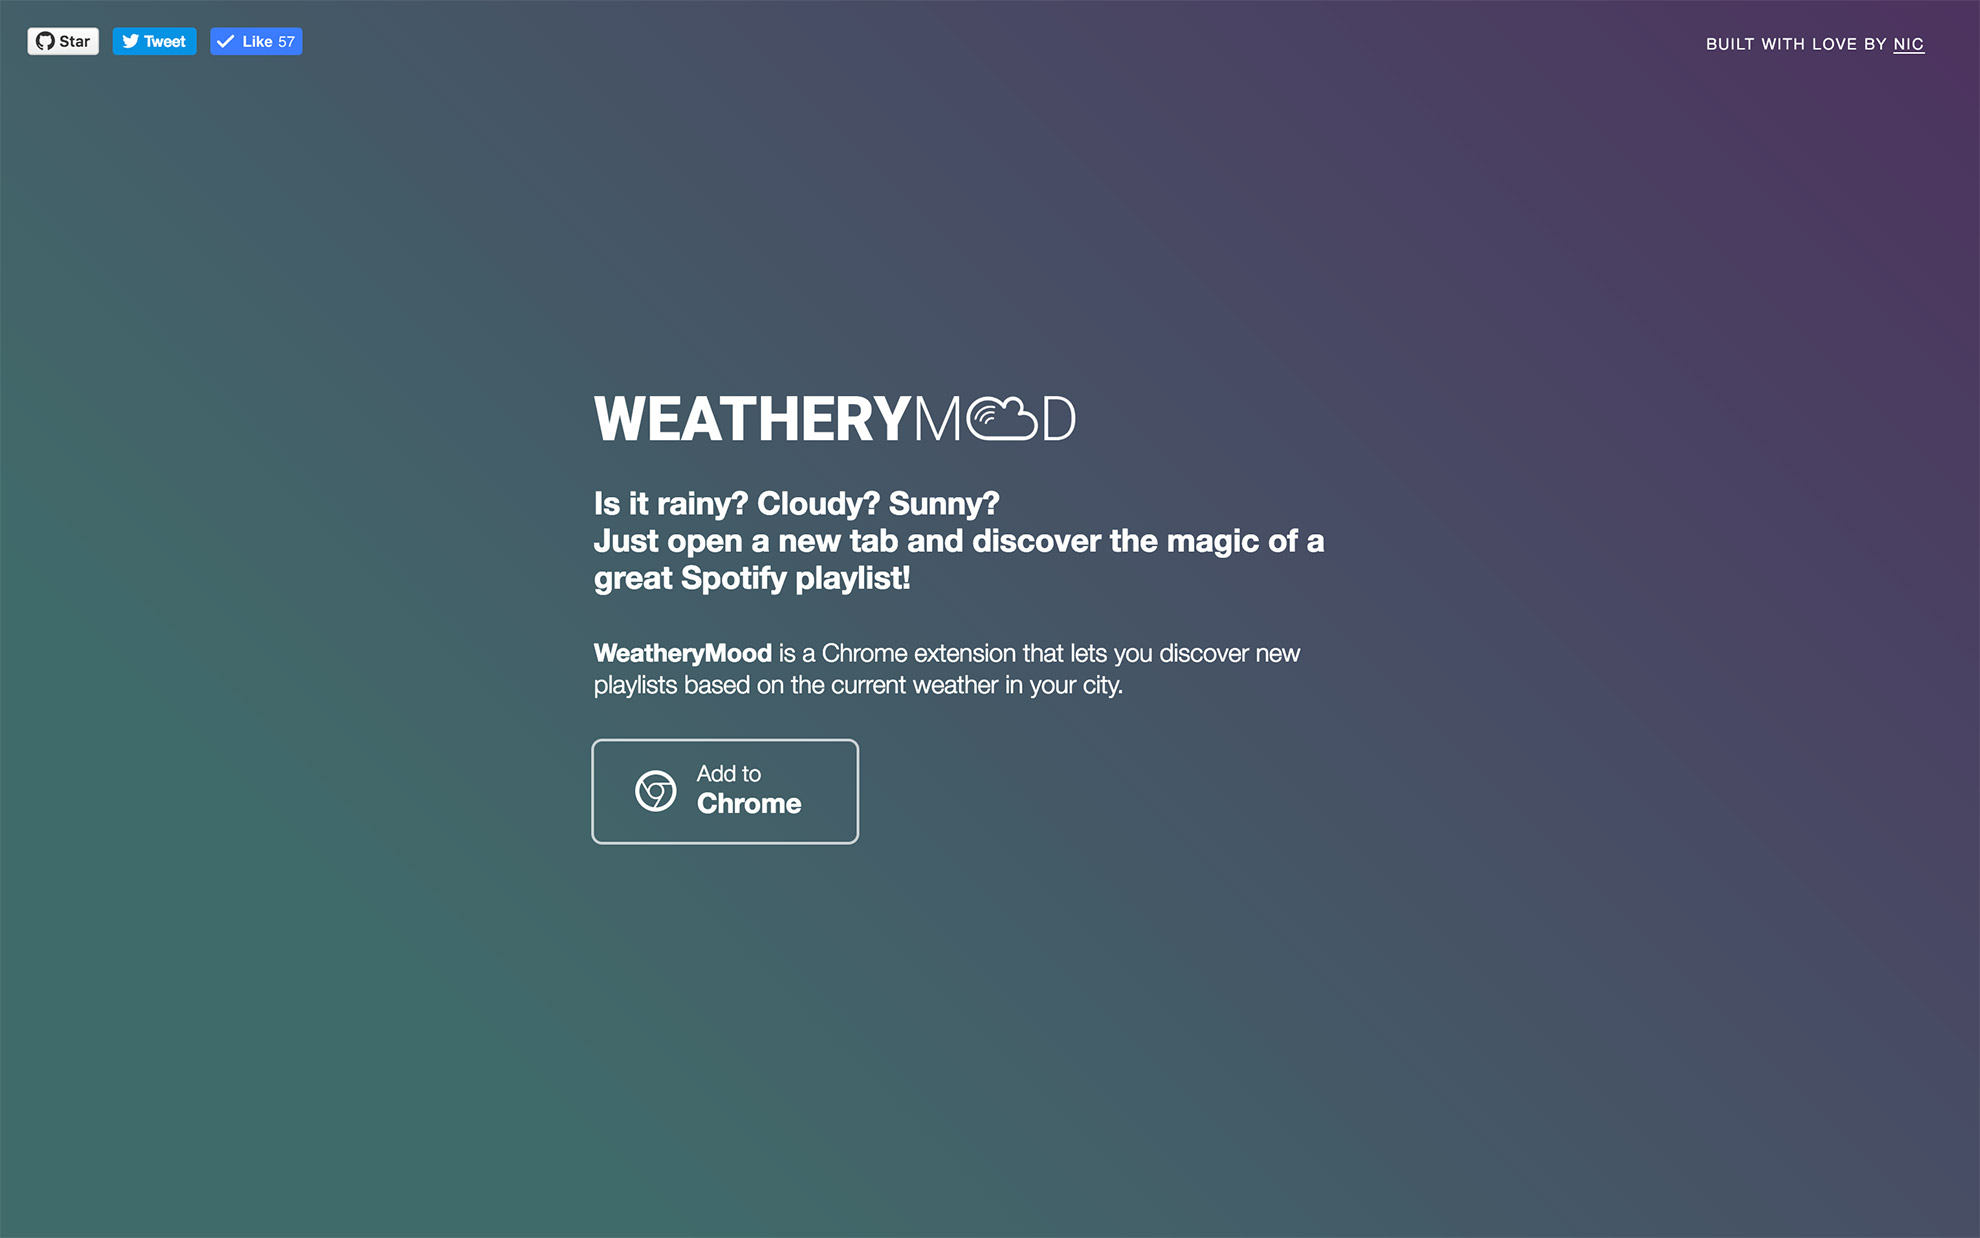 Star
Tweet
Like 57
BUILT WITH LOVE BY NIC
WEATHERYMOOD
Is it rainy? Cloudy? Sunny?
Just open a new tab and discover the magic of a
great Spotify playlist!
WeatheryMood is a Chrome extension that lets you discover new
playlists based on the current weather in your city.
Add to
Chrome